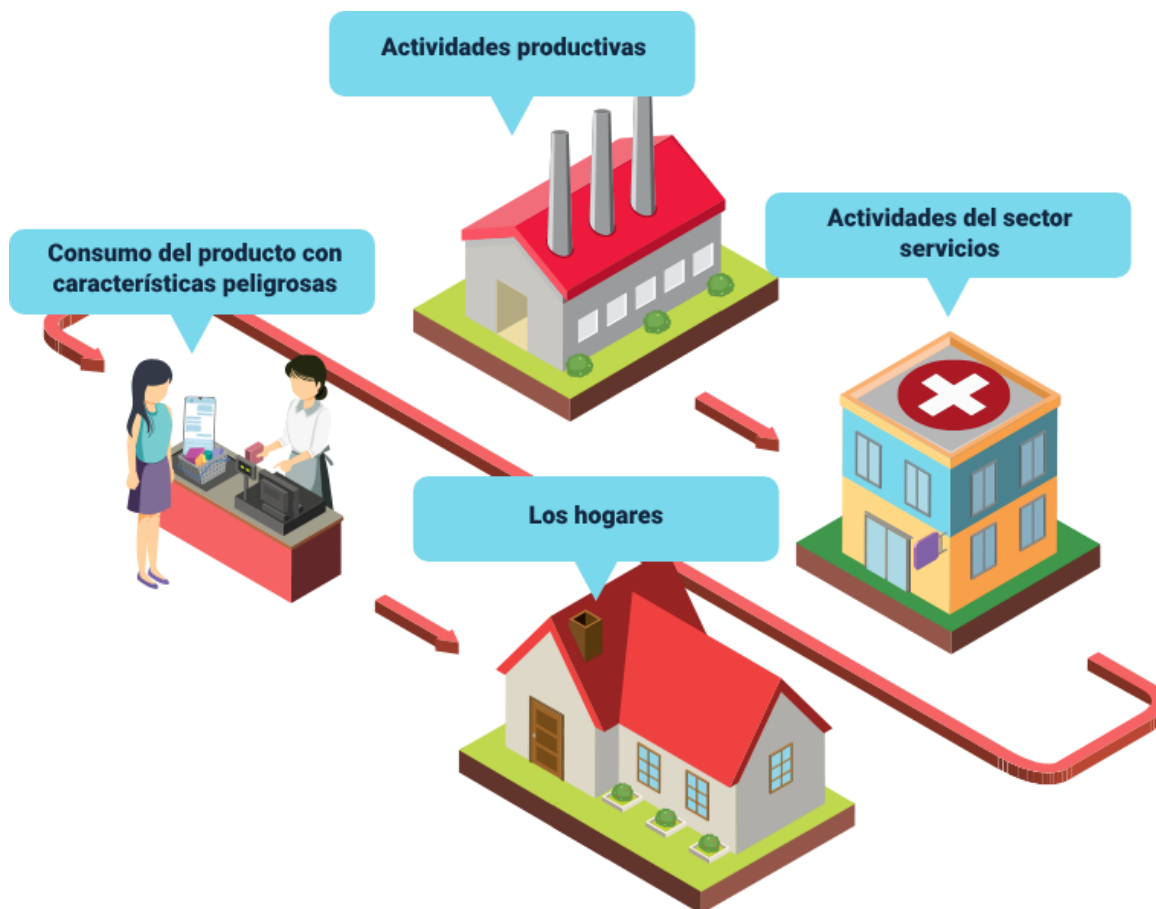 Actividades productivas
Actividades del sector
servicios
Consumo del producto con
características peligrosas
Los hogares